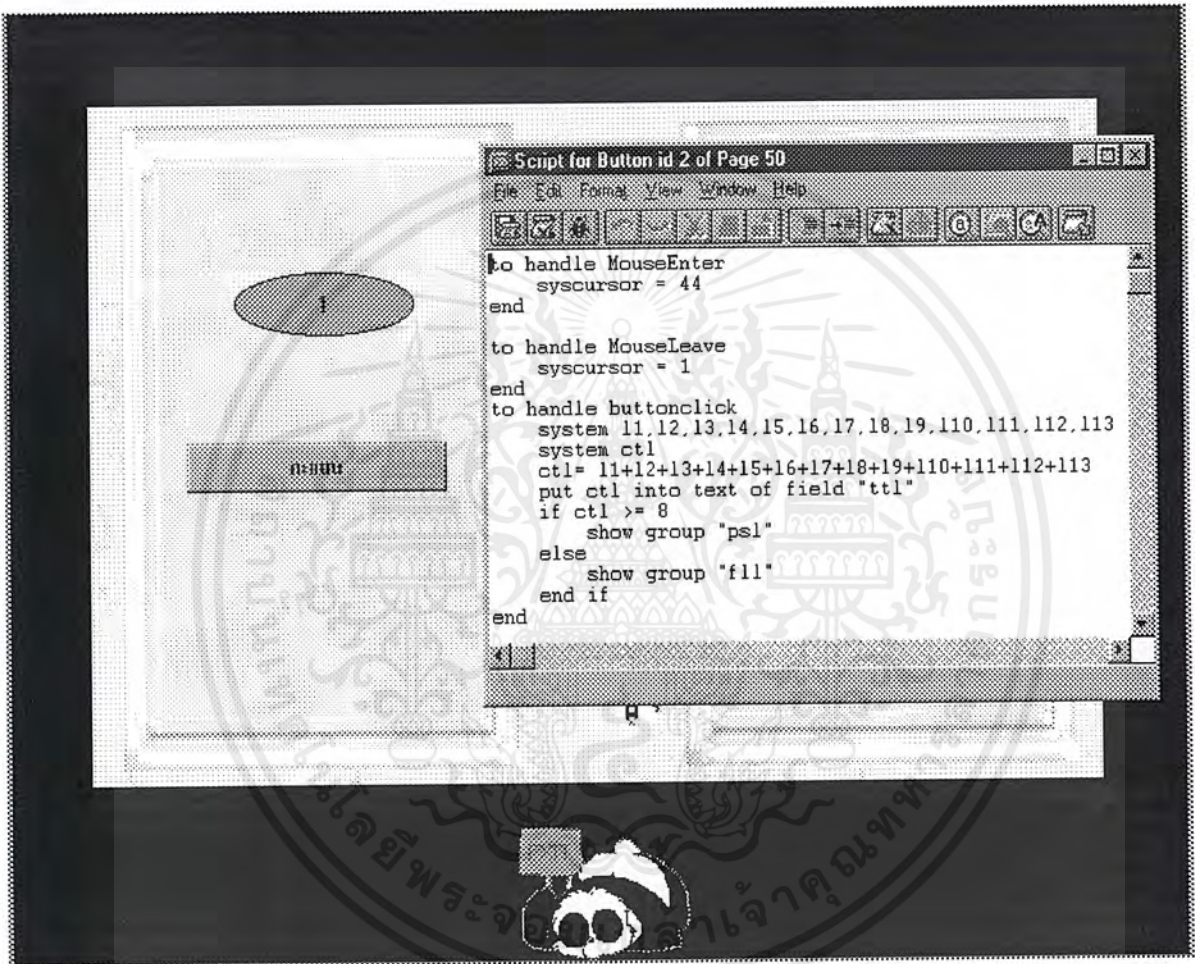 Script for Button id 2 of Page 50
File Edit Format View Window Help
to handle MouseEnter
syscursor = 44
end
to handle MouseLeave
syscursor = 1
end
to handle buttonclick
system l1,l2,l3,l4,l5,l6,l7,l8,l9,l10,l11,l12,l13
system ctl
ctl= l1+l2+l3+l4+l5+l6+l7+l8+l9+l10+l11+l12+l13
put ctl into text of field "ttl"
if ctl >= 8
show group "psl"
else
show group "fll"
end if
end
คะแนน